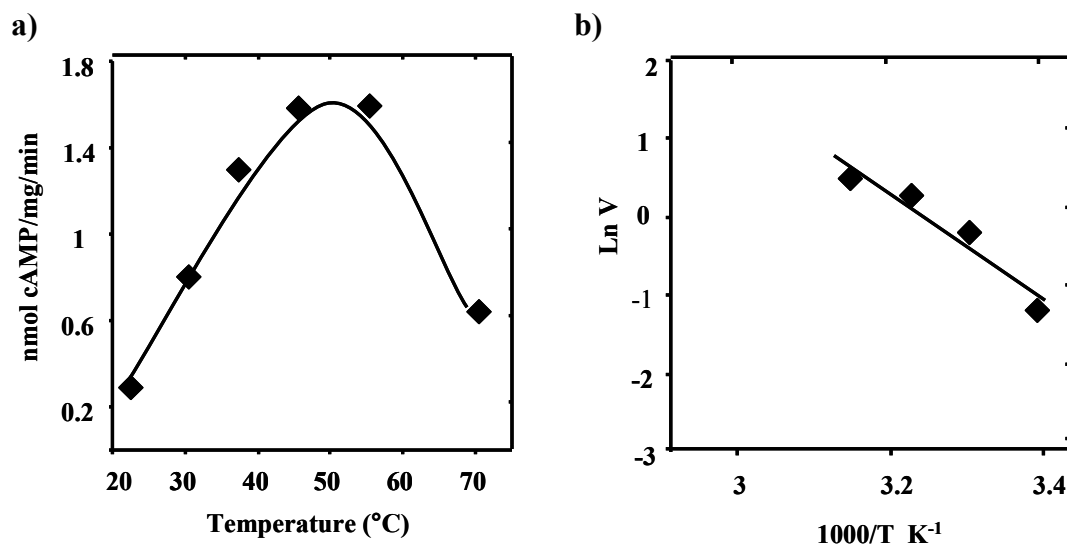 a)
b)
1.8
1.4
1
0.6
0.2
nmol cAMP/mg/min
20 30 40 50 60 70
Temperature (°C)
2
1
0
-1
-2
-3
Ln V
3 3.2 3.4
1000/T K⁻¹